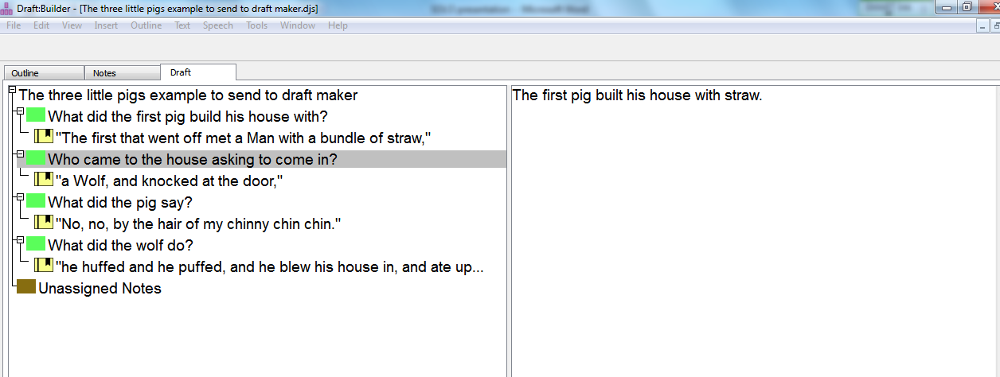 Draft:Builder - [The three little pigs example to send to draft maker.djs]
File Edit View Insert Outline Text Speech Tools Window Help
Outline Notes Draft
The three little pigs example to send to draft maker
What did the first pig build his house with?
"The first that went off met a Man with a bundle of straw,"
Who came to the house asking to come in?
"a Wolf, and knocked at the door,"
What did the pig say?
"No, no, by the hair of my chinny chin chin."
What did the wolf do?
"he huffed and he puffed, and he blew his house in, and ate up...
Unassigned Notes
The first pig built his house with straw.